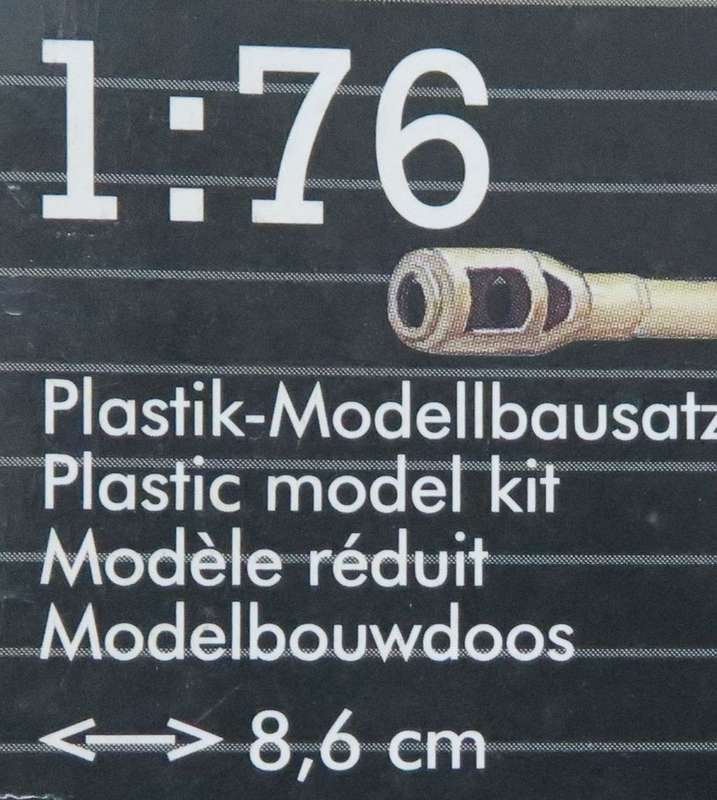 1:76
Plastik-Modellbausatz
Plastic model kit
Modèle réduit
Modelbouwdoos
8,6 cm